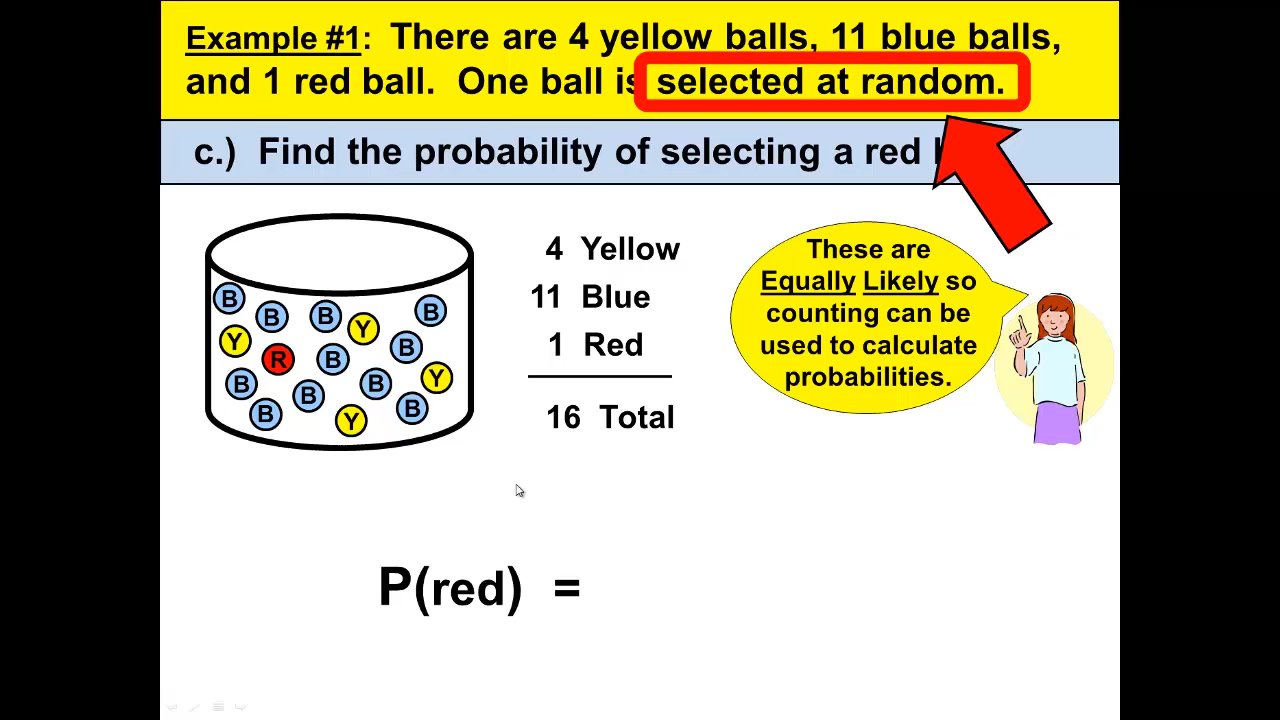 Example #1: There are 4 yellow balls, 11 blue balls,
and 1 red ball. One ball is selected at random.
c.) Find the probability of selecting a red
4 Yellow
11 Blue
1 Red
16 Total
These are
Equally Likely so
counting can be
used to calculate
probabilities.
B
B
B
B
Y
Y
R
B
B
B
B
B
Y
B
Y
B
P(red) =